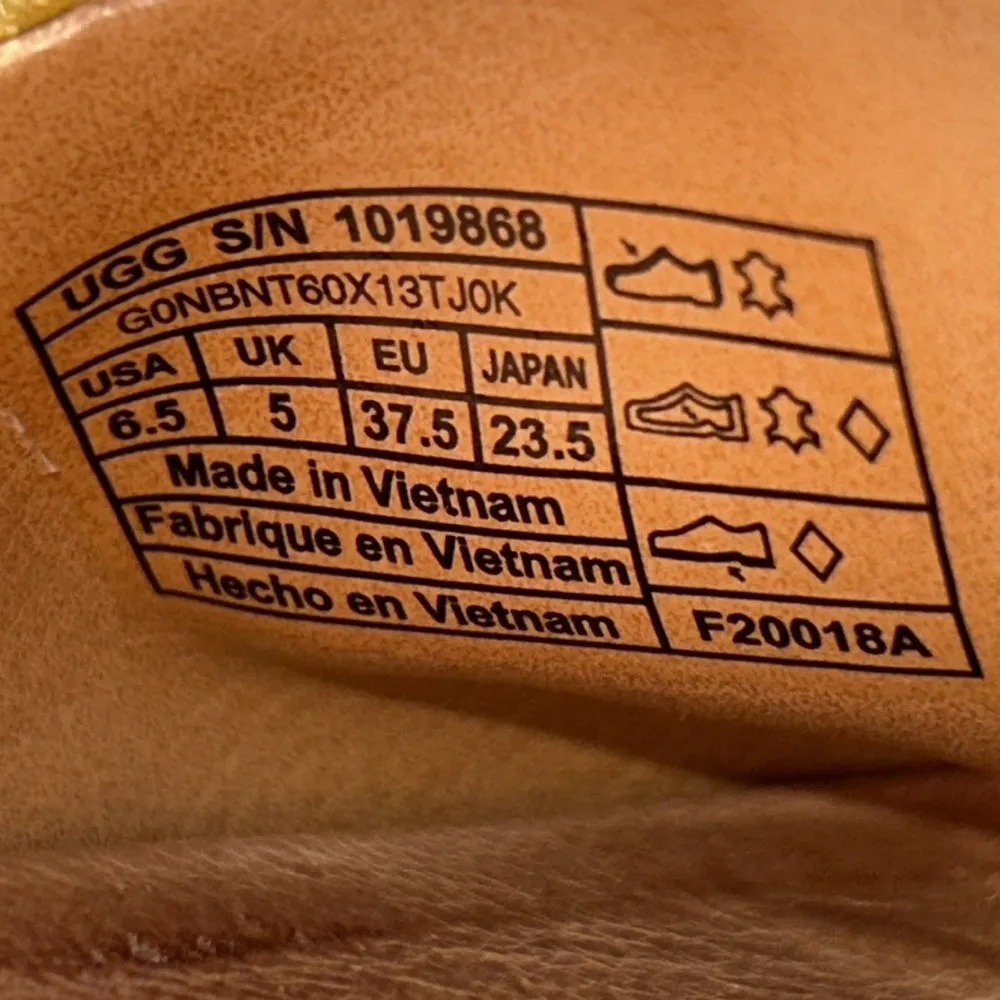 UGG S/N 1019868
G0NBNT60X13TJ0K
USA UK EU JAPAN
6.5 5 37.5 23.5
Made in Vietnam
Fabrique en Vietnam
Hecho en Vietnam
F20018A